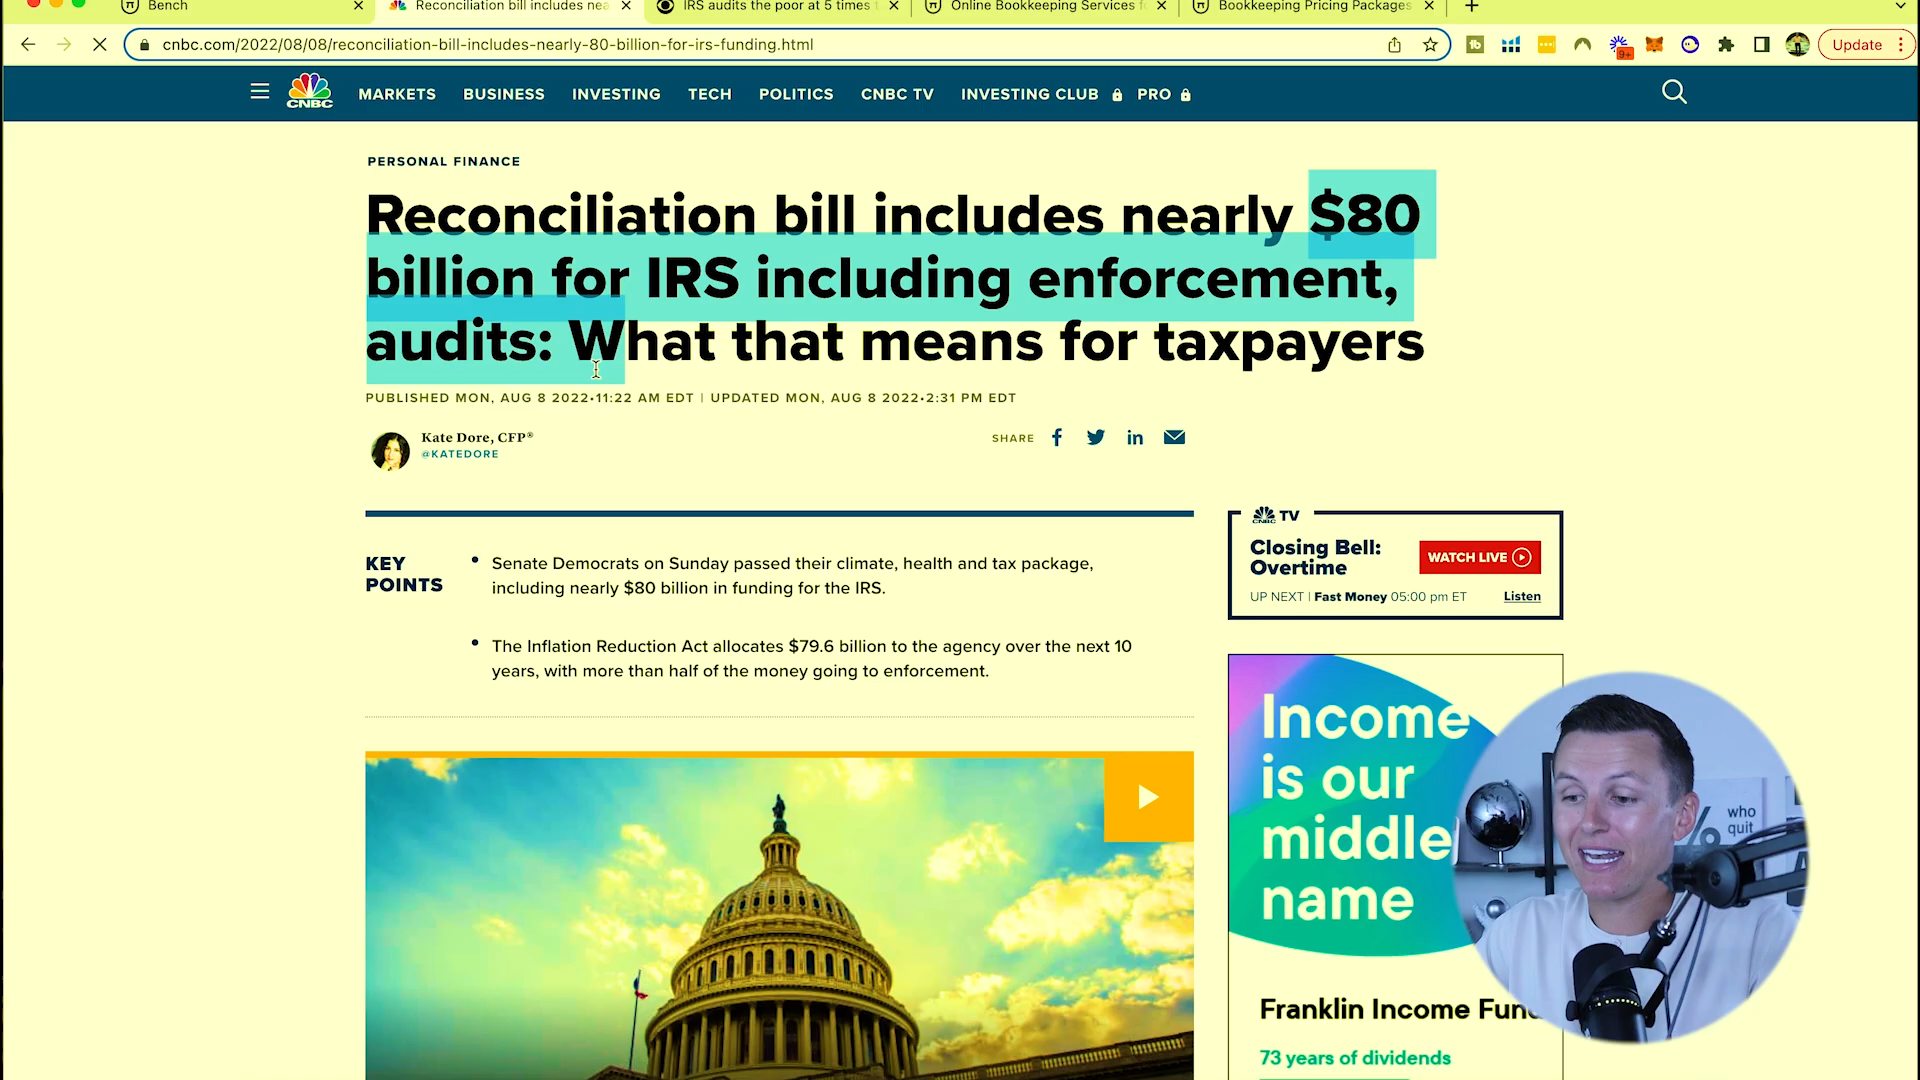 Bench
Reconciliation bill includes nea
IRS audits the poor at 5 times
Online Bookkeeping Services fo
Bookkeeping Pricing Packages
cnbc.com/2022/08/08/reconciliation-bill-includes-nearly-80-billion-for-irs-funding.html
9+
Update
CNBC
MARKETS BUSINESS INVESTING TECH POLITICS CNBC TV INVESTING CLUB PRO
PERSONAL FINANCE
Reconciliation bill includes nearly $80
billion for IRS including enforcement,
audits: What that means for taxpayers
PUBLISHED MON, AUG 8 2022•11:22 AM EDT | UPDATED MON, AUG 8 2022•2:31 PM EDT
Kate Dore, CFP®
@KATEDORE
SHARE
KEY
POINTS
• Senate Democrats on Sunday passed their climate, health and tax package,
including nearly $80 billion in funding for the IRS.
• The Inflation Reduction Act allocates $79.6 billion to the agency over the next 10
years, with more than half of the money going to enforcement.
CNBC TV
Closing Bell:
Overtime
WATCH LIVE
UP NEXT | Fast Money 05:00 pm ET
Listen
Income
is our
middle
name
Franklin Income Fun
73 years of dividends
who
quit